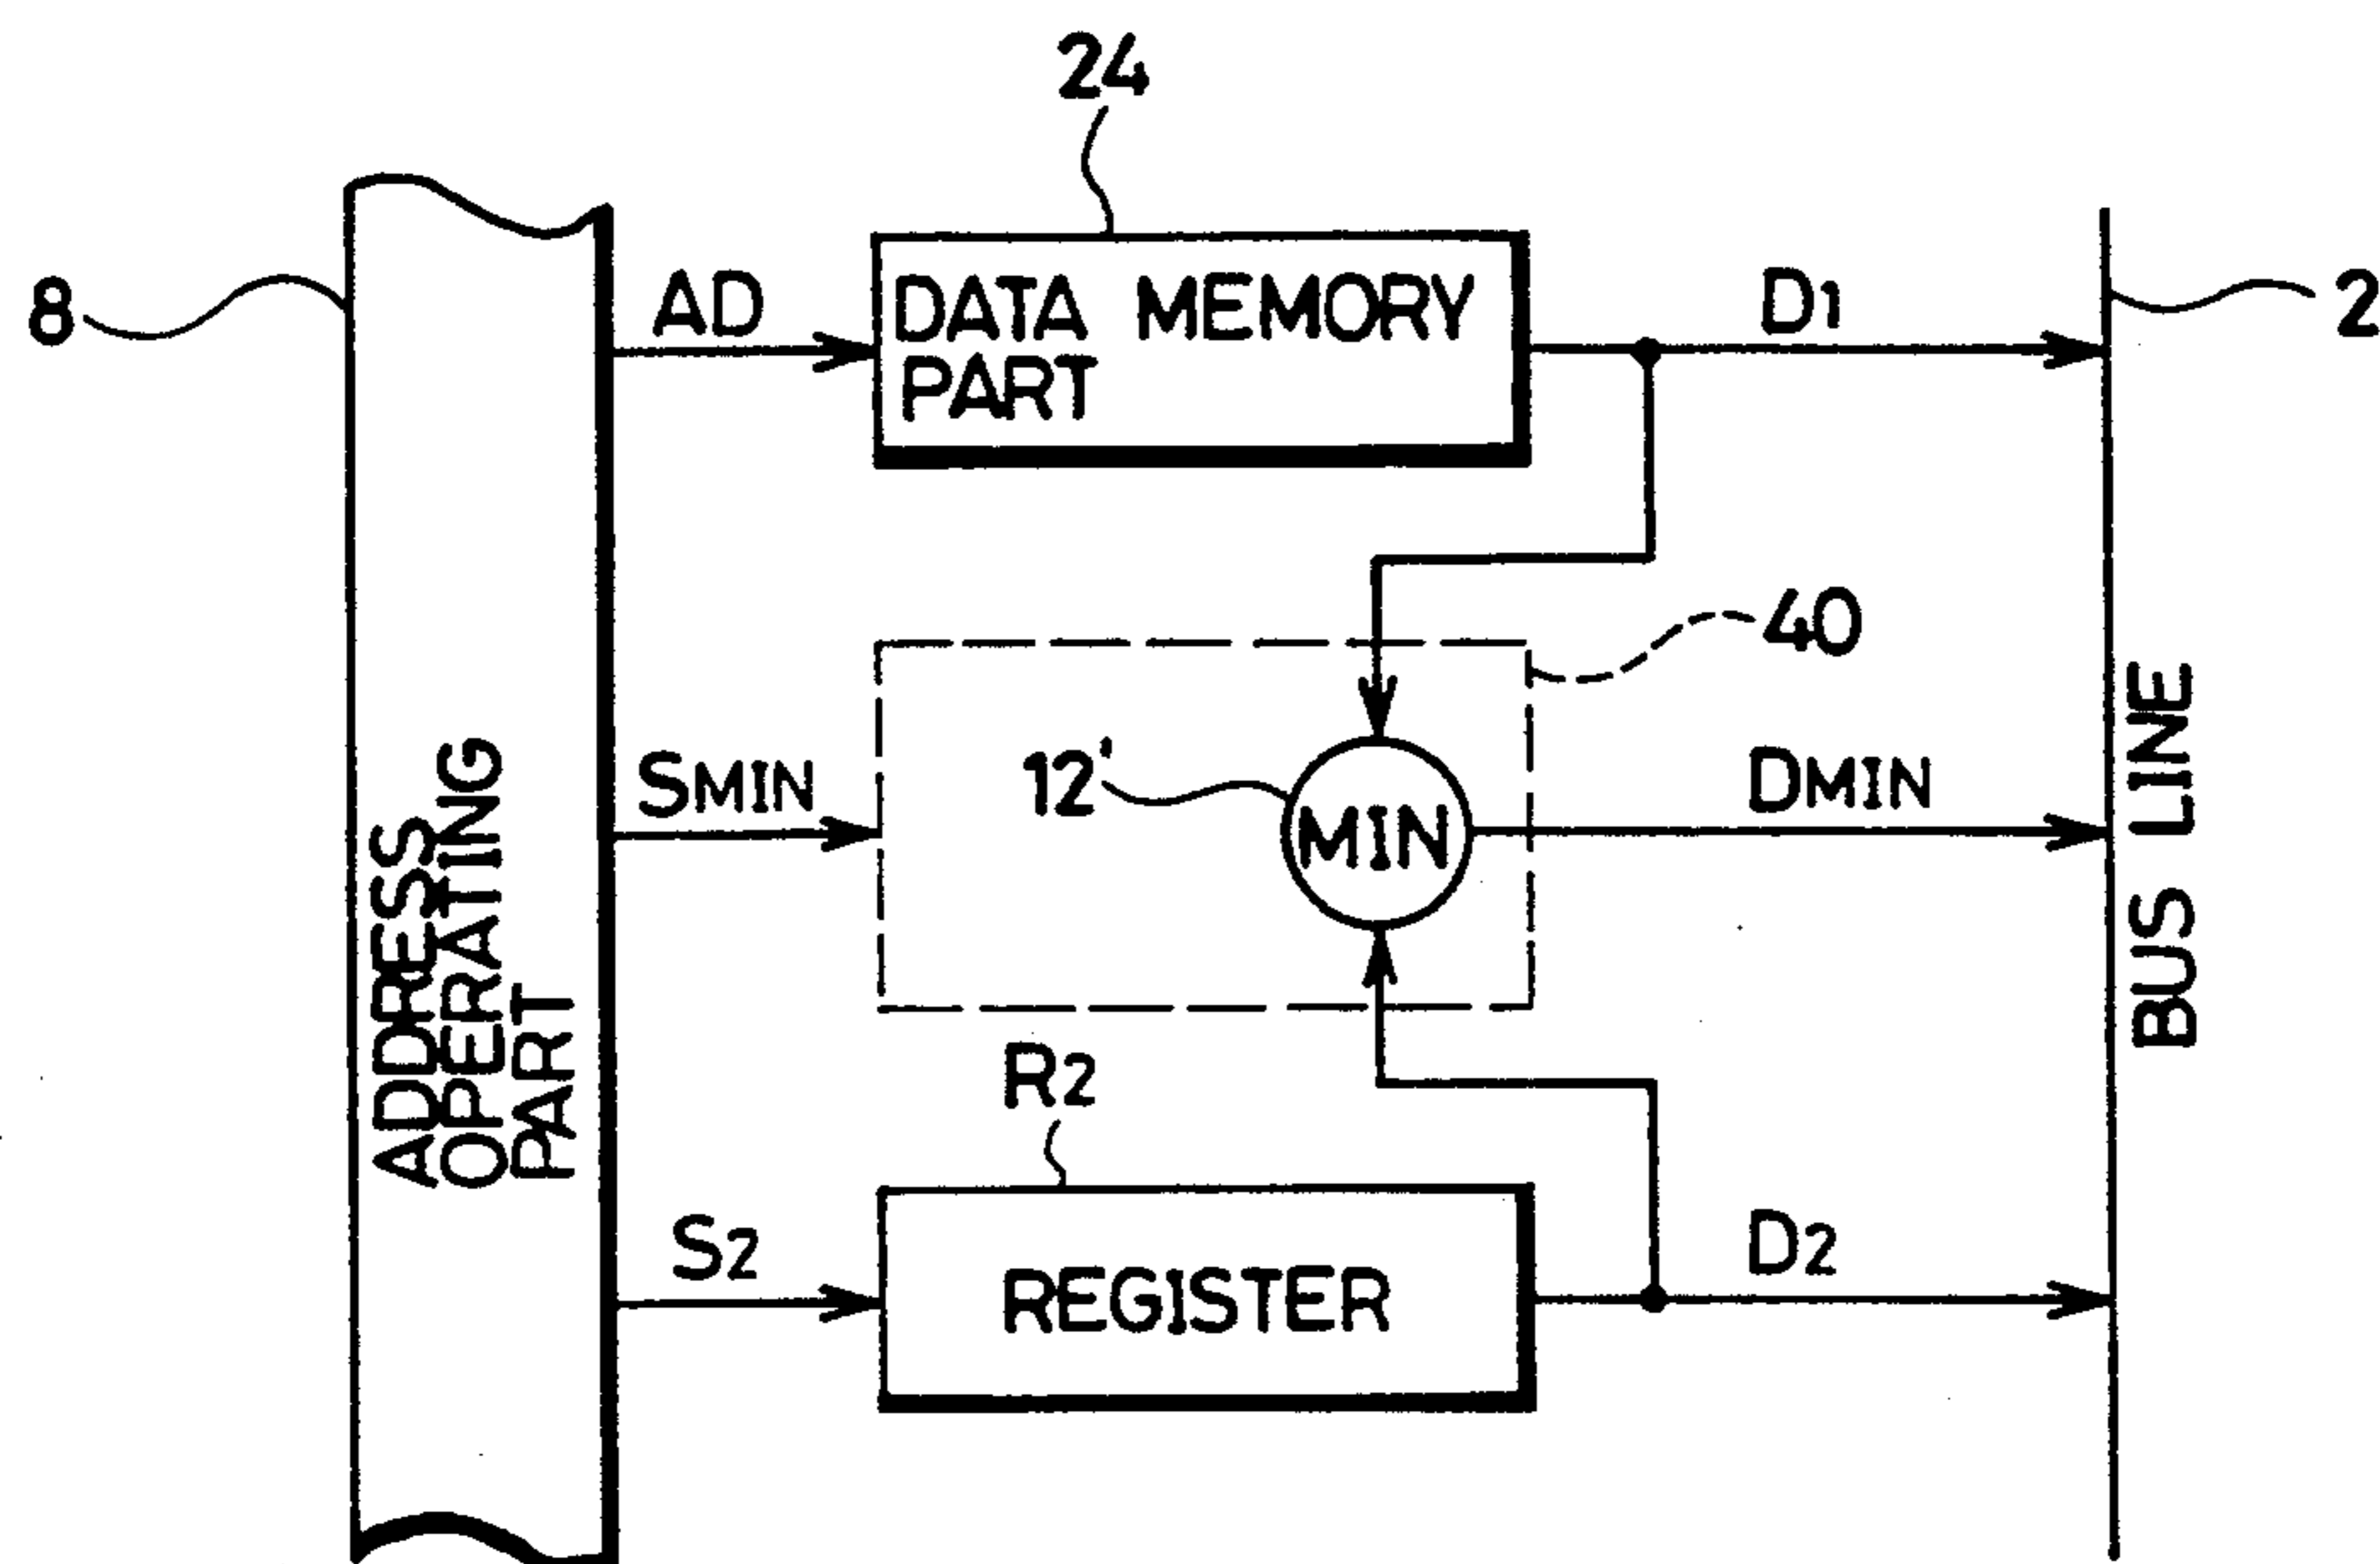 24
8
AD
DATA MEMORY
PART
D1
2
40
12'
SMIN
MIN
DMIN
BUS LINE
ADDRESS
OPERATING
PART
R2
S2
REGISTER
D2